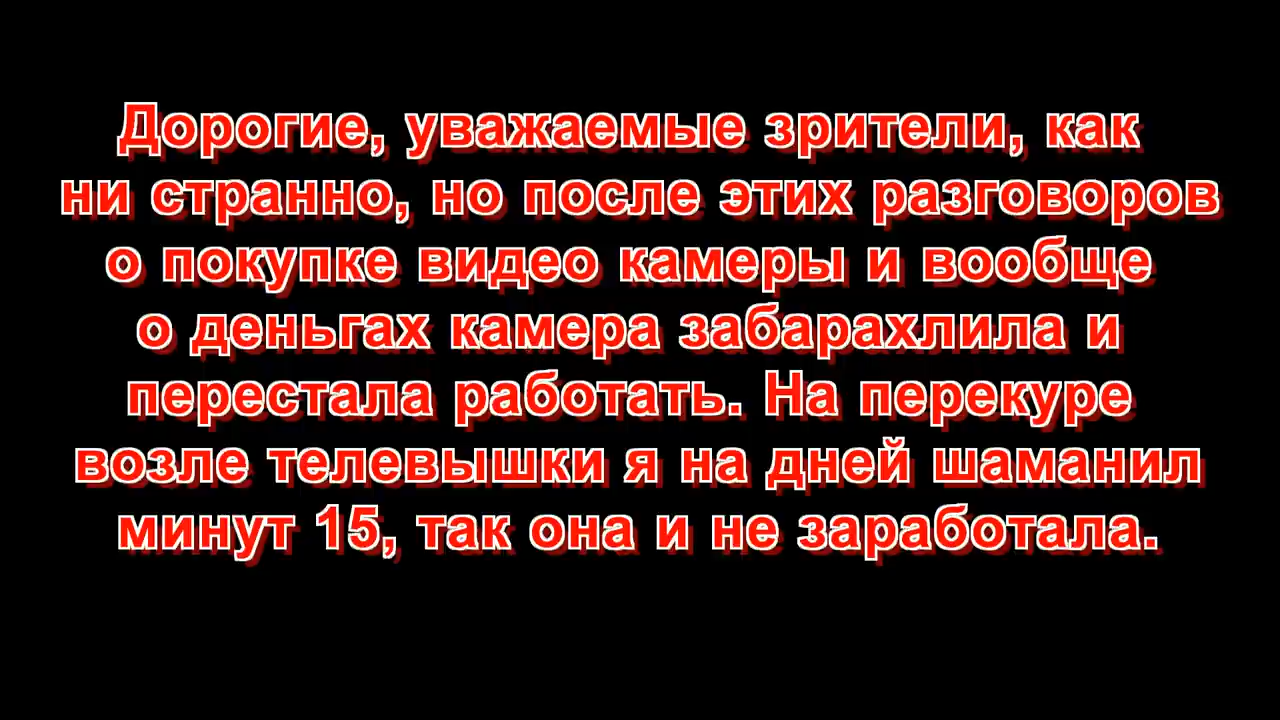 Дорогие, уважаемые зрители, как
ни странно, но после этих разговоров
о покупке видео камеры и вообще
о деньгах камера забарахлила и
перестала работать. На перекуре
возле телевышки я на дней шаманил
минут 15, так она и не заработала.